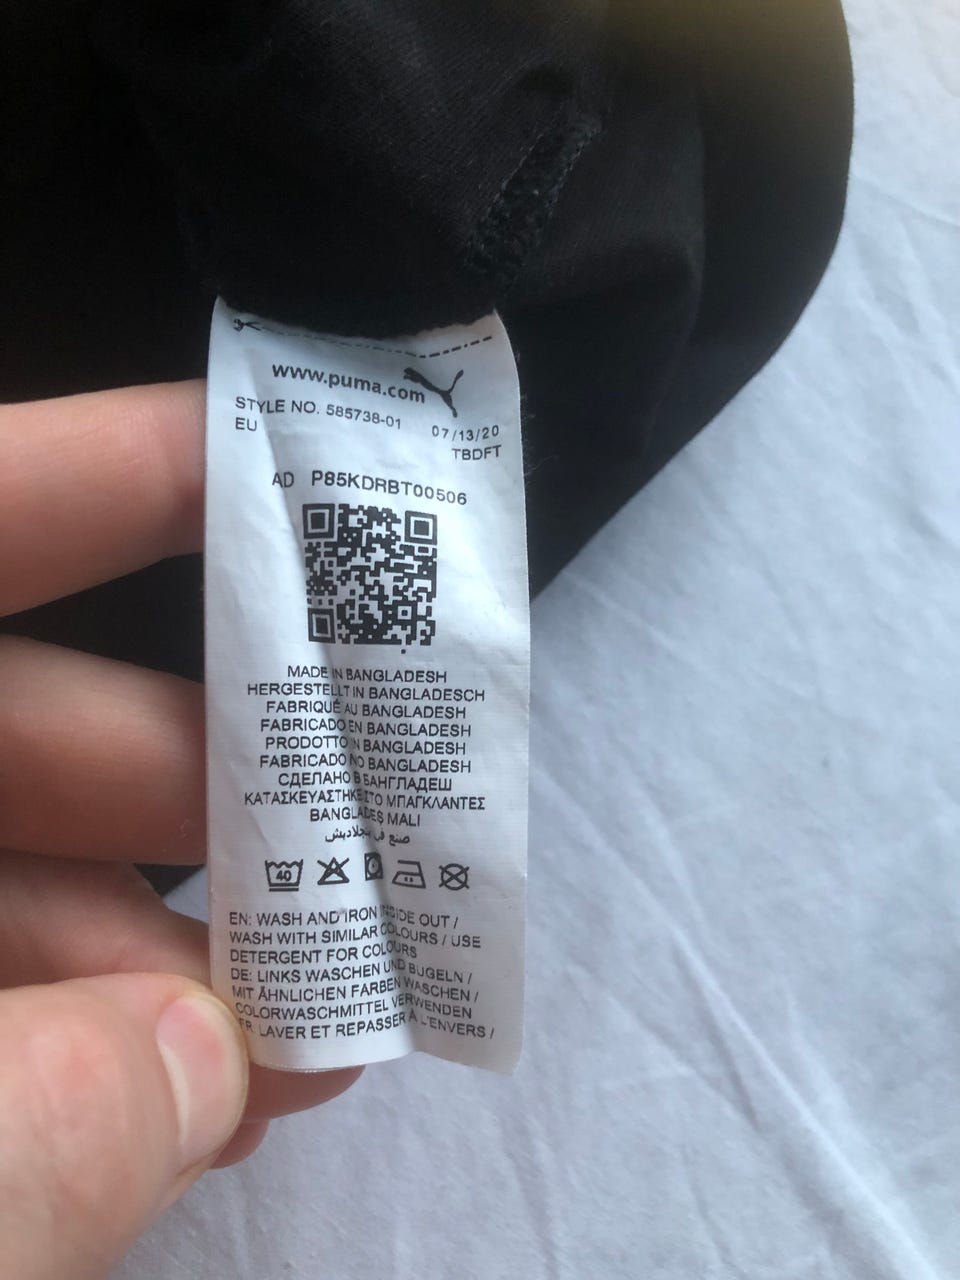 www.puma.com
STYLE NO. 585738-01 07/13/20
EU TBDFT
AD P85KDRBT00506
MADE IN BANGLADESH
HERGESTELLT IN BANGLADESCH
FABRIQUÉ AU BANGLADESH
FABRICADO EN BANGLADESH
PRODOTTO IN BANGLADESH
FABRICADO NO BANGLADESH
СДЕЛАНО В БАНГЛАДЕШ
ΚΑΤΑΣΚΕΥΑΣΤΗΚΕ ΣΤΟ ΜΠΑΓΚΛΑΝΤΕΣ
BANGLADEŞ MALI
صنع في بنجلاديش
40
EN: WASH AND IRON INSIDE OUT /
WASH WITH SIMILAR COLOURS / USE
DETERGENT FOR COLOURS
DE: LINKS WASCHEN UND BÜGELN /
MIT ÄHNLICHEN FARBEN WASCHEN /
COLORWASCHMITTEL VERWENDEN
FR: LAVER ET REPASSER À L'ENVERS /